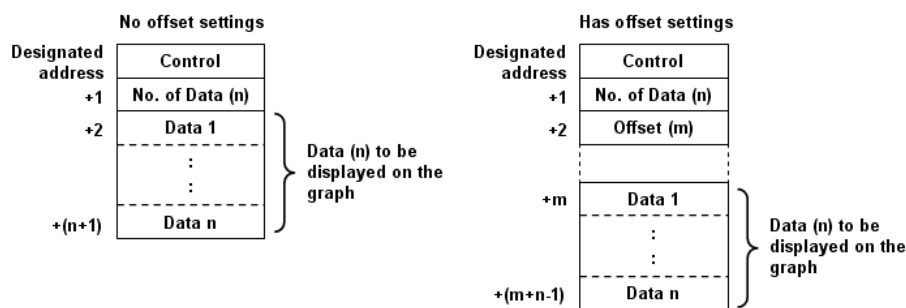 No offset settings
Designated
address
Control
+1
No. of Data (n)
+2
Data 1
:
:
+(n+1)
Data n
Data (n) to be
displayed on the
graph
Has offset settings
Designated
address
Control
+1
No. of Data (n)
+2
Offset (m)
+m
Data 1
:
:
+(m+n-1)
Data n
Data (n) to be
displayed on the
graph